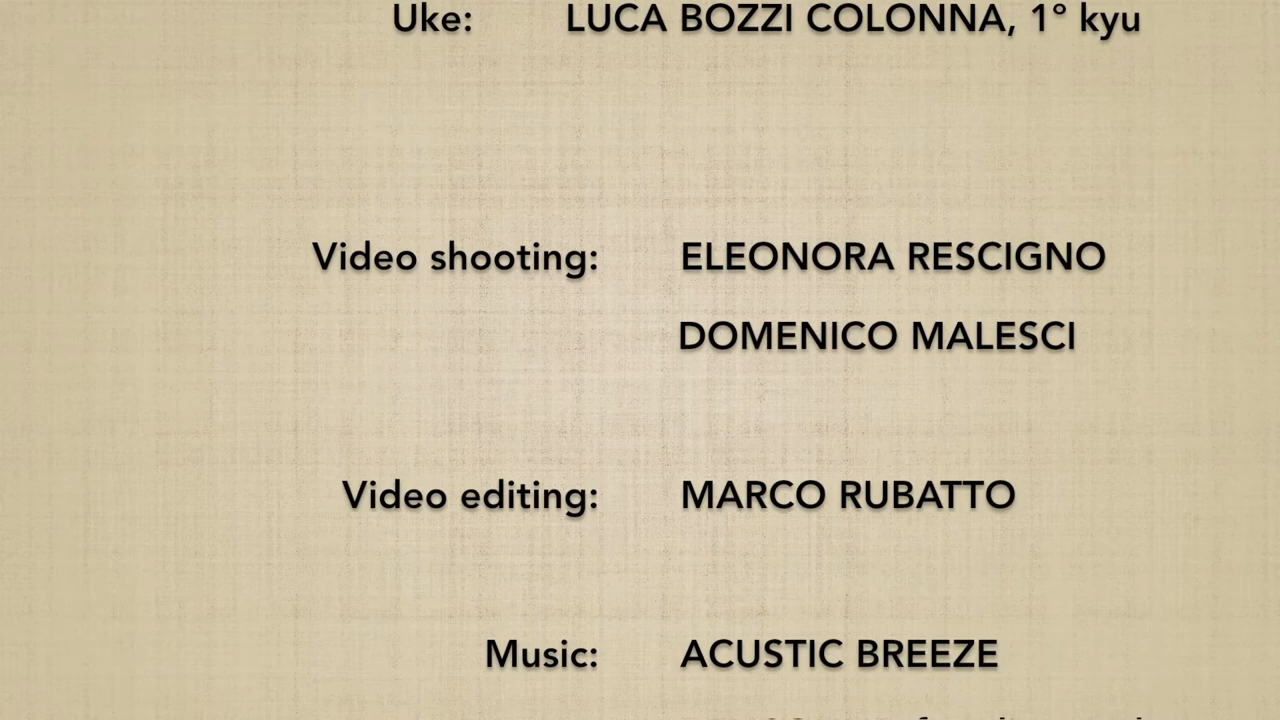 Uke: LUCA BOZZI COLONNA, 1° kyu
Video shooting: ELEONORA RESCIGNO
DOMENICO MALESCI
Video editing: MARCO RUBATTO
Music: ACUSTIC BREEZE